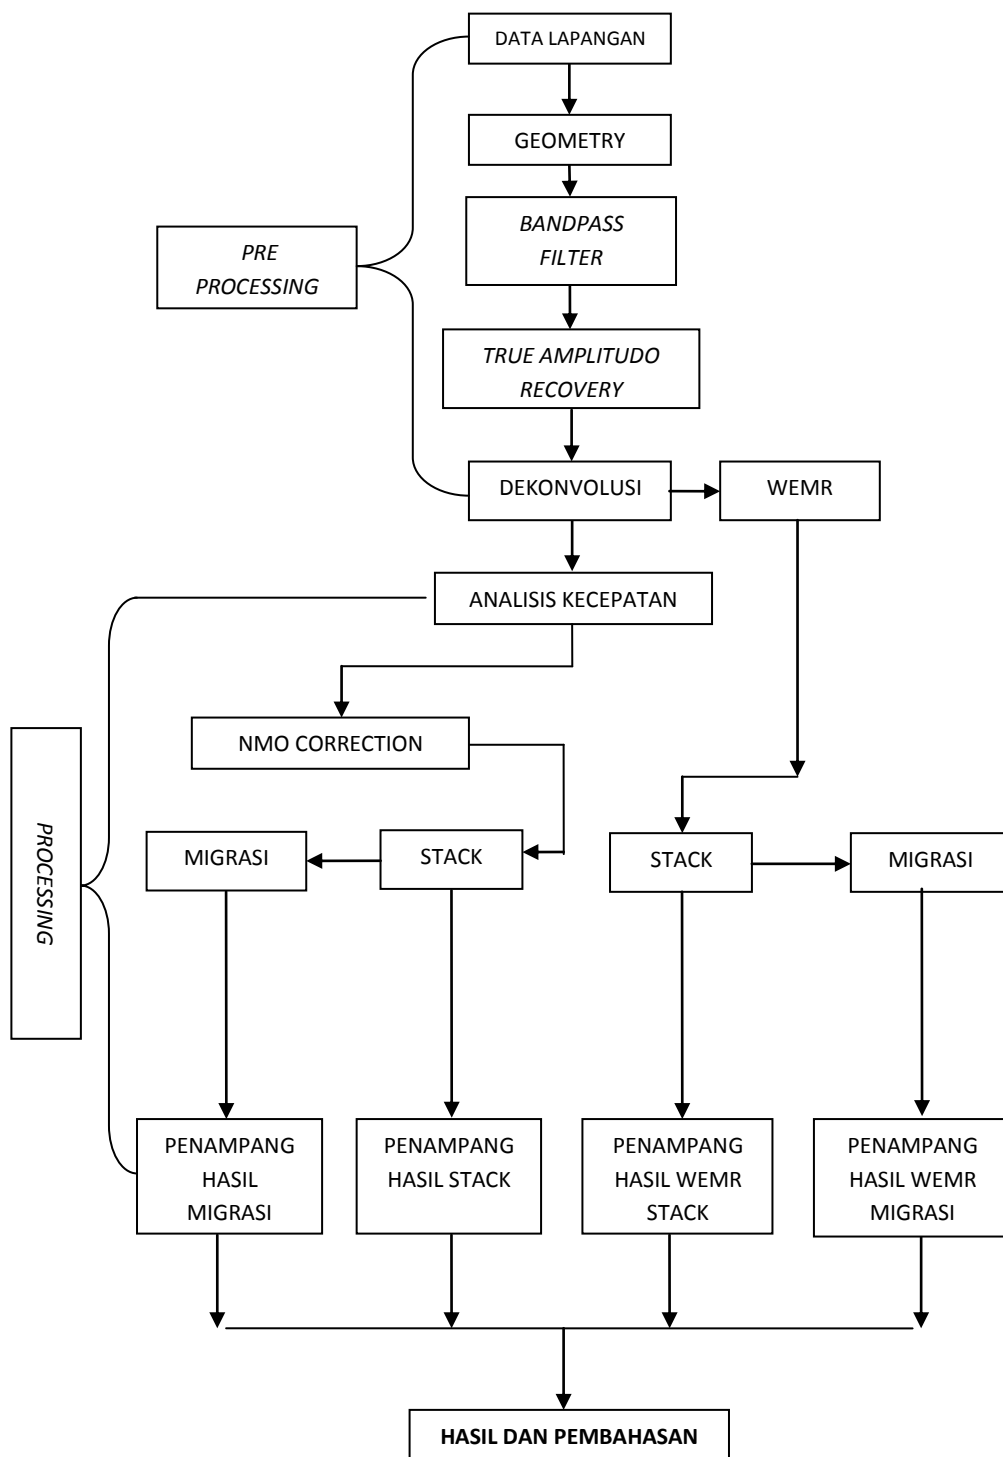 DATA LAPANGAN
GEOMETRY
BANDPASS
FILTER
PRE
PROCESSING
TRUE AMPLITUDO
RECOVERY
DEKONVOLUSI
WEMR
ANALISIS KECEPATAN
NMO CORRECTION
PROCESSING
MIGRASI
STACK
STACK
MIGRASI
PENAMPANG
HASIL
MIGRASI
PENAMPANG
HASIL STACK
PENAMPANG
HASIL WEMR
STACK
PENAMPANG
HASIL WEMR
MIGRASI
HASIL DAN PEMBAHASAN